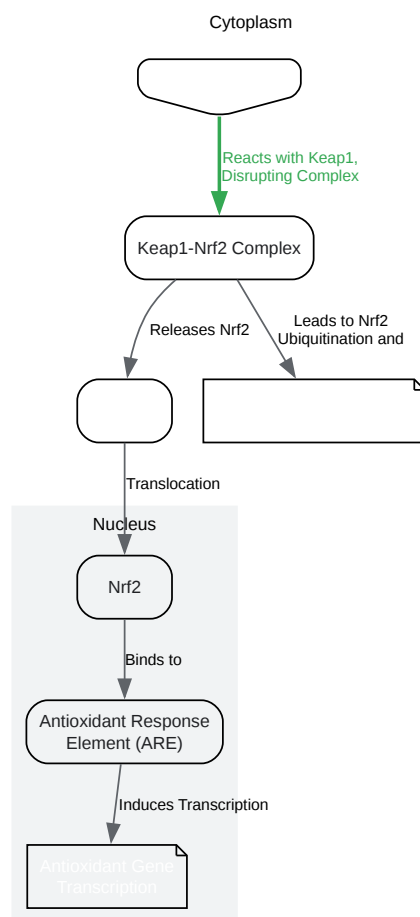 Cytoplasm
Reacts with Keap1,
Disrupting Complex
Keap1-Nrf2 Complex
Releases Nrf2
Leads to Nrf2
Ubiquitination and
Translocation
Nucleus
Nrf2
Binds to
Antioxidant Response
Element (ARE)
Induces Transcription
Antioxidant Gene
Transcription